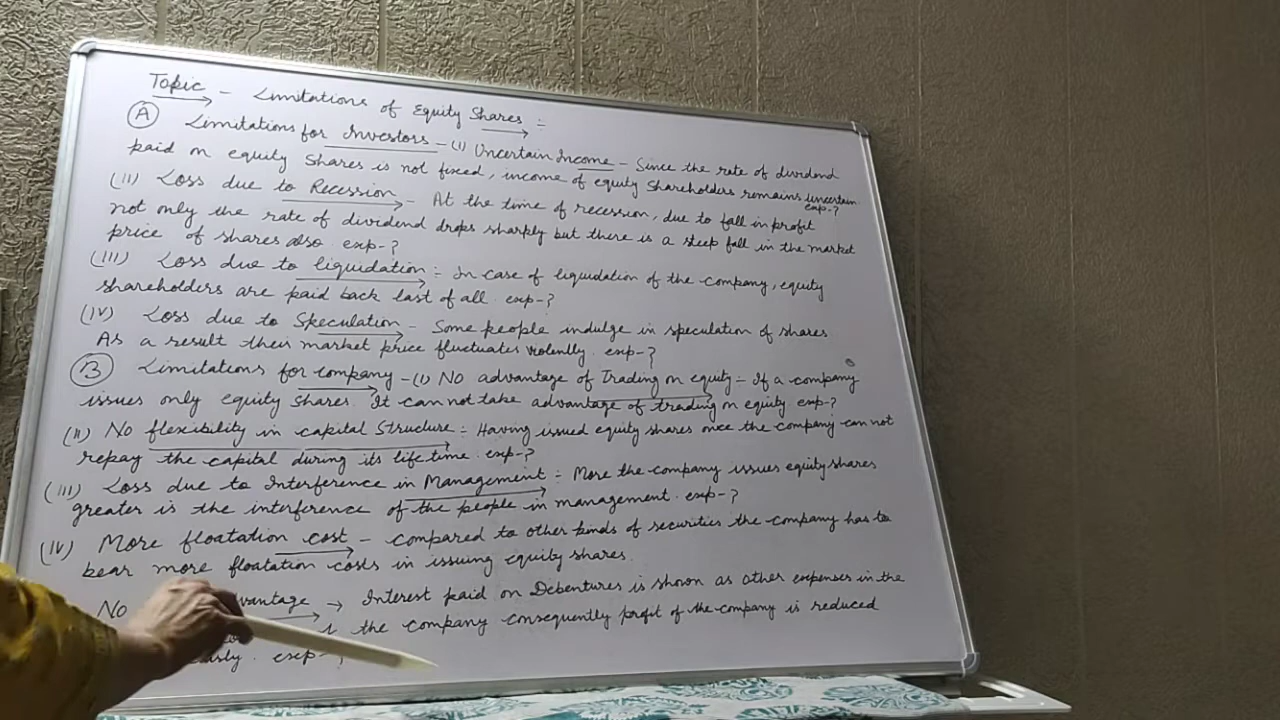 Topic - Limitations of Equity Shares :-
(A) Limitations for Investors - (I) Uncertain Income - Since the rate of dividend
paid on equity shares is not fixed, income of equity shareholders remains uncertain. exp-?
(II) Loss due to Recession - At the time of recession, due to fall in profit
not only the rate of dividend drops sharply but there is a steep fall in the market
price of shares also. exp-?
(III) Loss due to liquidation :- In case of liquidation of the company, equity
shareholders are paid back last of all. exp-?
(IV) Loss due to Speculation - Some people indulge in speculation of shares.
As a result their market price fluctuates violently. exp-?
(B) Limitations for company - (I) No advantage of Trading on equity :- If a company
issues only equity shares. It can not take advantage of trading on equity exp-?
(II) No flexibility in capital Structure :- Having issued equity shares once the company can not
repay the capital during its life time. exp-?
(III) Loss due to Interference in Management :- More the company issues equity shares
greater is the interference of the people in management. exp-?
(IV) More floatation cost - compared to other kinds of securities the company has to
bear more floatation costs in issuing equity shares.
No → Interest paid on Debentures is shown as other expenses in the
the company consequently profit of the company is reduced
exp-?